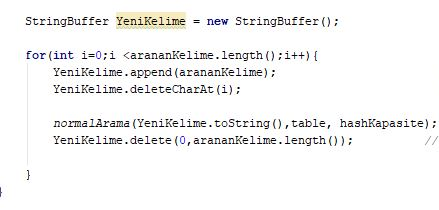 StringBuffer YeniKelime = new StringBuffer();
for(int i=0;i <arananKelime.length();i++){
YeniKelime.append(arananKelime);
YeniKelime.deleteCharAt(i);
normalArama(YeniKelime.toString(),table, hashKapasite);
YeniKelime.delete(0,arananKelime.length()); //
}
}